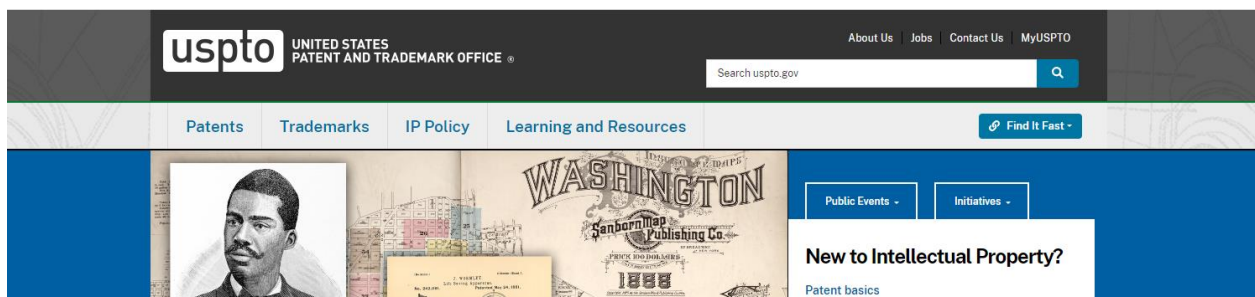 uspto UNITED STATES
PATENT AND TRADEMARK OFFICE ®
About Us Jobs Contact Us MyUSPTO
Search uspto.gov
Patents Trademarks IP Policy Learning and Resources Find It Fast
WASHINGTON
Sanborn Map
Publishing Co.
PRICE 100 DOLLARS
1888
Public Events
Initiatives
New to Intellectual Property?
Patent basics